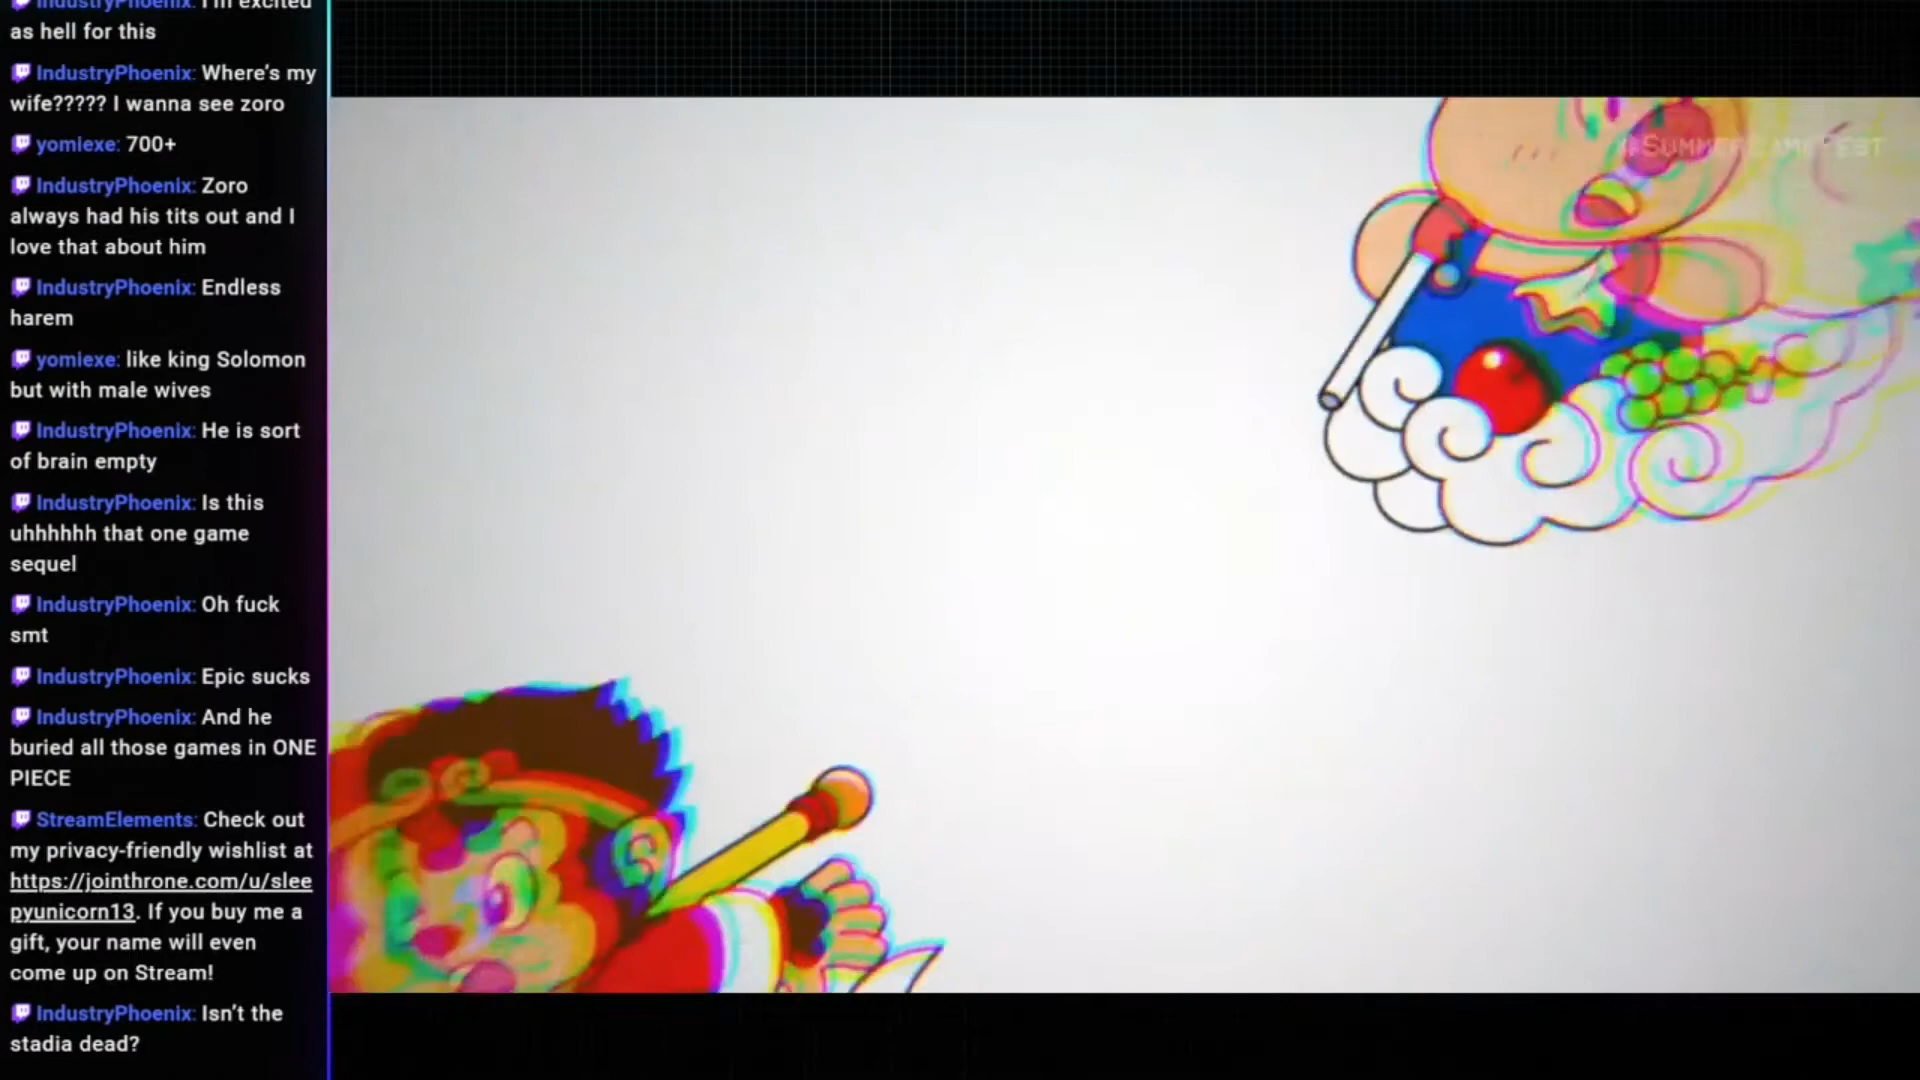 IndustryPhoenix: I'm excited
as hell for this
IndustryPhoenix: Where's my
wife????? I wanna see zoro
yomiexe: 700+
IndustryPhoenix: Zoro
always had his tits out and I
love that about him
IndustryPhoenix: Endless
harem
yomiexe: like king Solomon
but with male wives
IndustryPhoenix: He is sort
of brain empty
IndustryPhoenix: Is this
uhhhhhh that one game
sequel
IndustryPhoenix: Oh fuck
smt
IndustryPhoenix: Epic sucks
IndustryPhoenix: And he
buried all those games in ONE
PIECE
StreamElements: Check out
my privacy-friendly wishlist at
https://jointhrone.com/u/slee
pyunicorn13. If you buy me a
gift, your name will even
come up on Stream!
IndustryPhoenix: Isn't the
stadia dead?
#SUMMERGAMEFEST